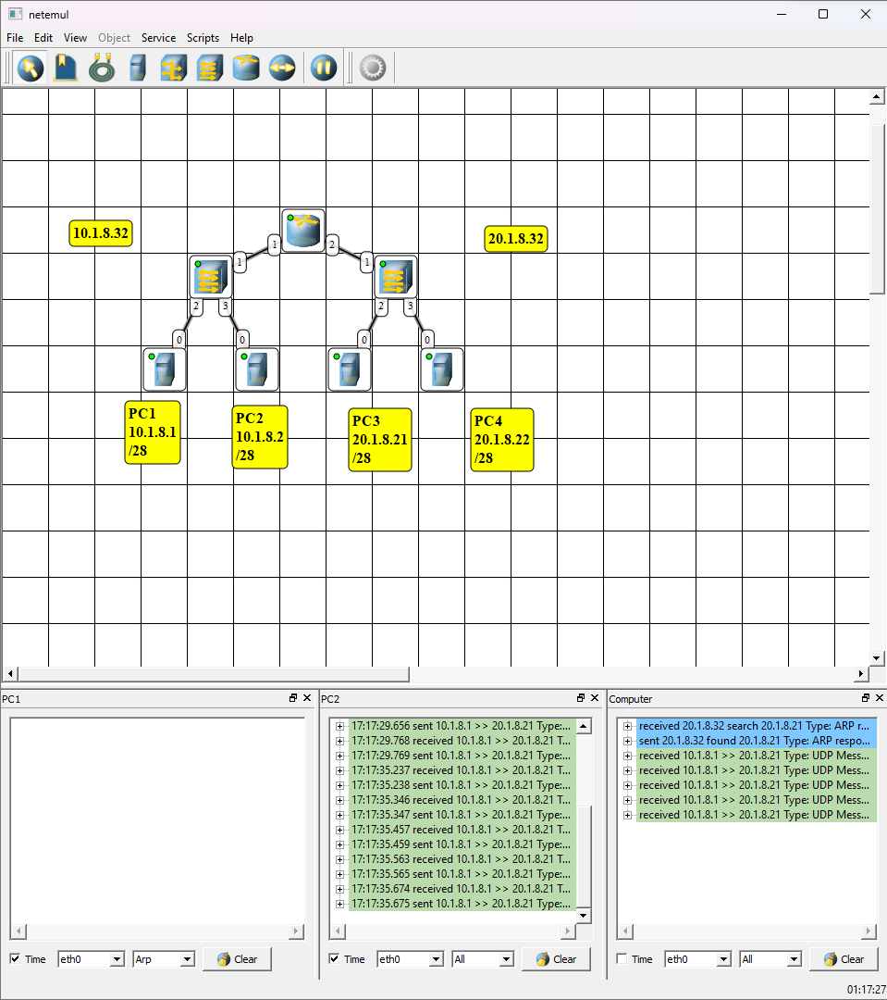 netemul
File Edit View Object Service Scripts Help
10.1.8.32
20.1.8.32
1
2
1
1
2
3
2
3
0
0
0
0
PC1
10.1.8.1
/28
PC2
10.1.8.2
/28
PC3
20.1.8.21
/28
PC4
20.1.8.22
/28
PC1
PC2
17:17:29.656 sent 10.1.8.1 >> 20.1.8.21 Type:...
17:17:29.768 received 10.1.8.1 >> 20.1.8.21 T...
17:17:29.769 sent 10.1.8.1 >> 20.1.8.21 Type:...
17:17:35.237 received 10.1.8.1 >> 20.1.8.21 T...
17:17:35.238 sent 10.1.8.1 >> 20.1.8.21 Type:...
17:17:35.346 received 10.1.8.1 >> 20.1.8.21 T...
17:17:35.347 sent 10.1.8.1 >> 20.1.8.21 Type:...
17:17:35.457 received 10.1.8.1 >> 20.1.8.21 T...
17:17:35.459 sent 10.1.8.1 >> 20.1.8.21 Type:...
17:17:35.563 received 10.1.8.1 >> 20.1.8.21 T...
17:17:35.565 sent 10.1.8.1 >> 20.1.8.21 Type:...
17:17:35.674 received 10.1.8.1 >> 20.1.8.21 T...
17:17:35.675 sent 10.1.8.1 >> 20.1.8.21 Type:...
Computer
received 20.1.8.32 search 20.1.8.21 Type: ARP r...
sent 20.1.8.32 found 20.1.8.21 Type: ARP respo...
received 10.1.8.1 >> 20.1.8.21 Type: UDP Mess...
received 10.1.8.1 >> 20.1.8.21 Type: UDP Mess...
received 10.1.8.1 >> 20.1.8.21 Type: UDP Mess...
received 10.1.8.1 >> 20.1.8.21 Type: UDP Mess...
received 10.1.8.1 >> 20.1.8.21 Type: UDP Mess...
Time eth0 Arp Clear
Time eth0 All Clear
Time eth0 All Clear
01:17:27